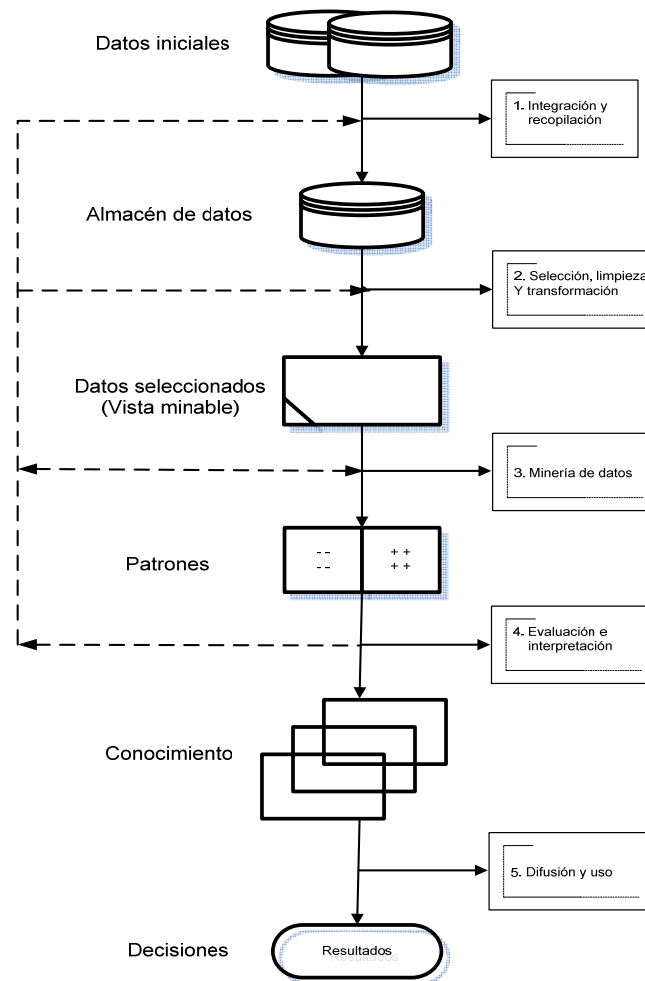 Datos iniciales
1. Integración y
recopilación
Almacén de datos
2. Selección, limpieza
Y transformación
Datos seleccionados
(Vista minable)
3. Minería de datos
Patrones
-- ++
-- ++
4. Evaluación e
interpretación
Conocimiento
5. Difusión y uso
Decisiones
Resultados